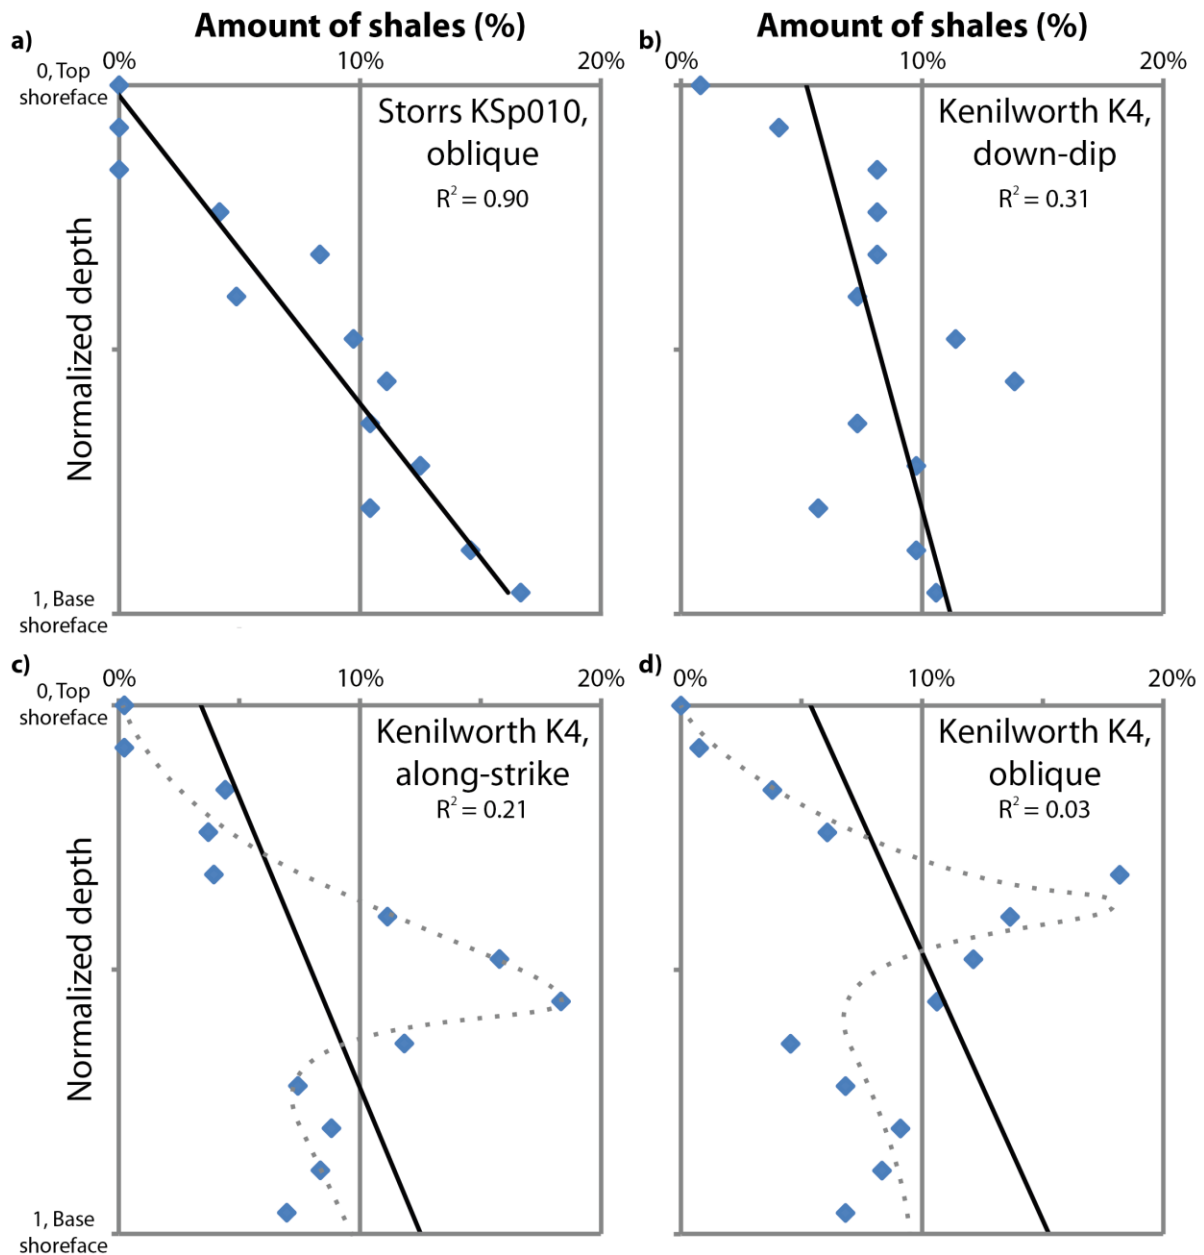 a)
Amount of shales (%)
0%
10%
20%
0, Top
shoreface
Storrs KSp010,
oblique
R² = 0.90
Normalized depth
1, Base
shoreface
b)
Amount of shales (%)
0%
10%
20%
Kenilworth K4,
down-dip
R² = 0.31
c)
0%
10%
20%
0, Top
shoreface
Kenilworth K4,
along-strike
R² = 0.21
Normalized depth
1, Base
shoreface
d)
0%
10%
20%
Kenilworth K4,
oblique
R² = 0.03